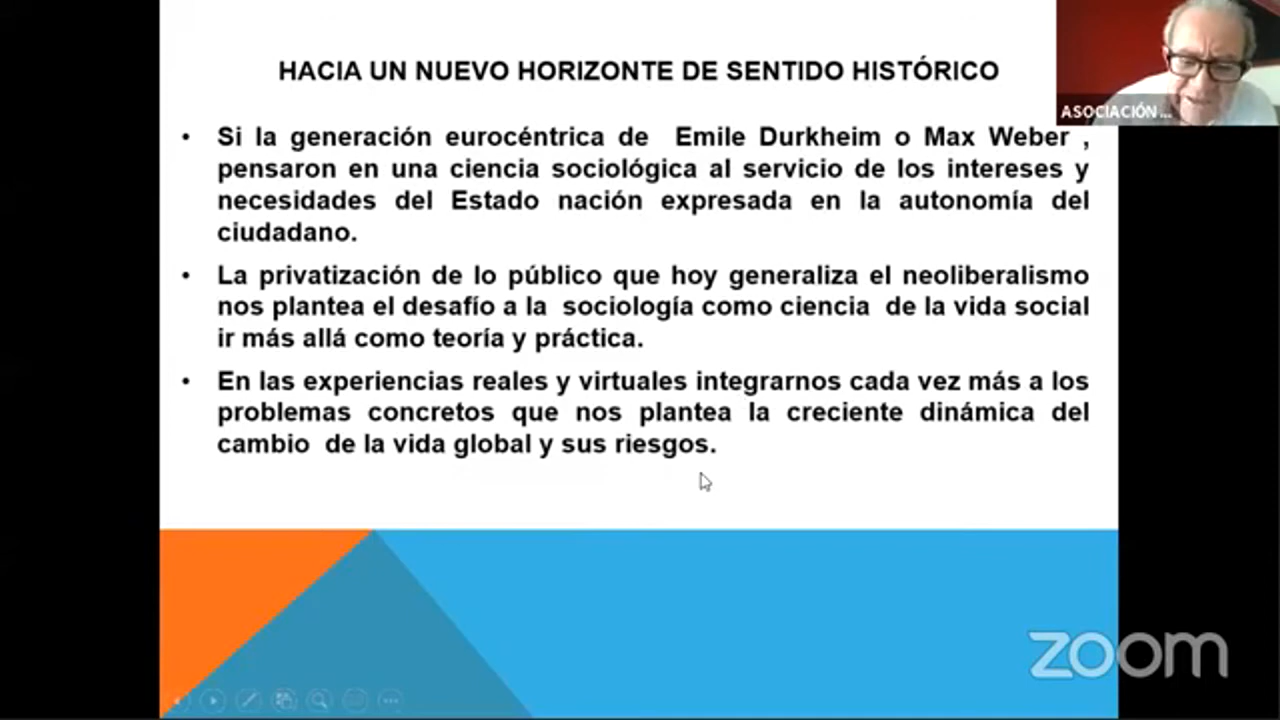 HACIA UN NUEVO HORIZONTE DE SENTIDO HISTÓRICO
ASOCIACIÓN ...
• Si la generación eurocéntrica de Emile Durkheim o Max Weber ,
pensaron en una ciencia sociológica al servicio de los intereses y
necesidades del Estado nación expresada en la autonomía del
ciudadano.
• La privatización de lo público que hoy generaliza el neoliberalismo
nos plantea el desafío a la sociología como ciencia de la vida social
ir más allá como teoría y práctica.
• En las experiencias reales y virtuales integrarnos cada vez más a los
problemas concretos que nos plantea la creciente dinámica del
cambio de la vida global y sus riesgos.
zoom